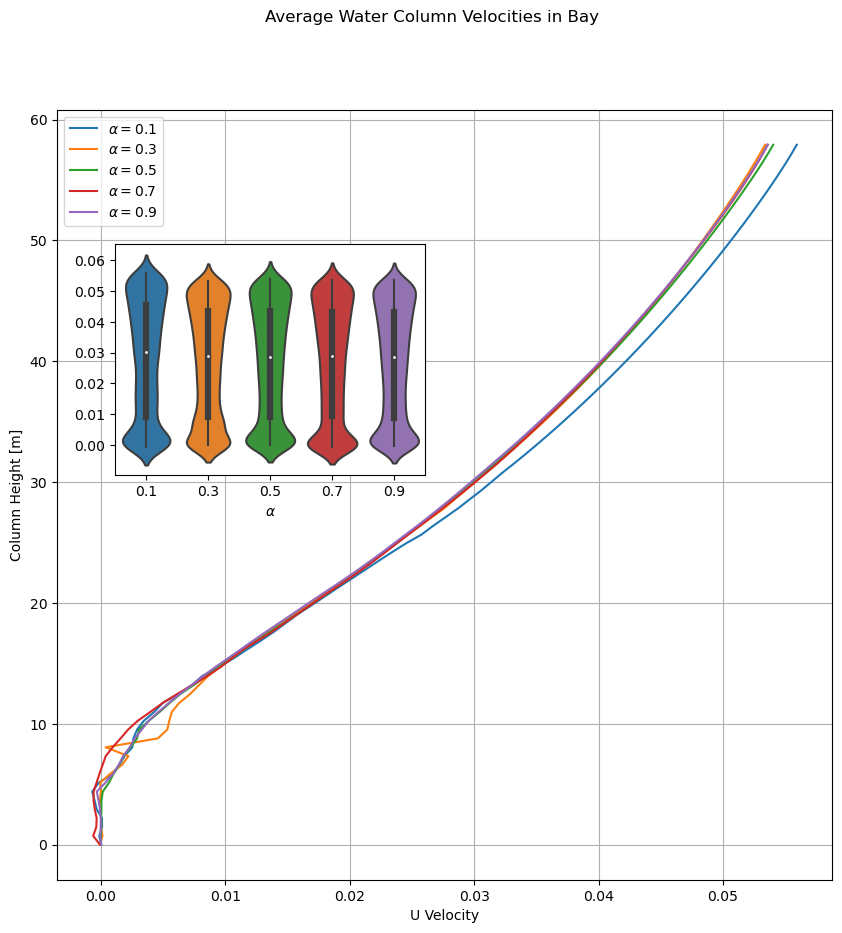 Average Water Column Velocities in Bay
60
50
40
30
20
10
0
Column Height [m]
α = 0.1
α = 0.3
α = 0.5
α = 0.7
α = 0.9
0.06
0.05
0.04
0.03
0.02
0.01
0.00
0.1 0.3 0.5 0.7 0.9
α
0.00 0.01 0.02 0.03 0.04 0.05
U Velocity